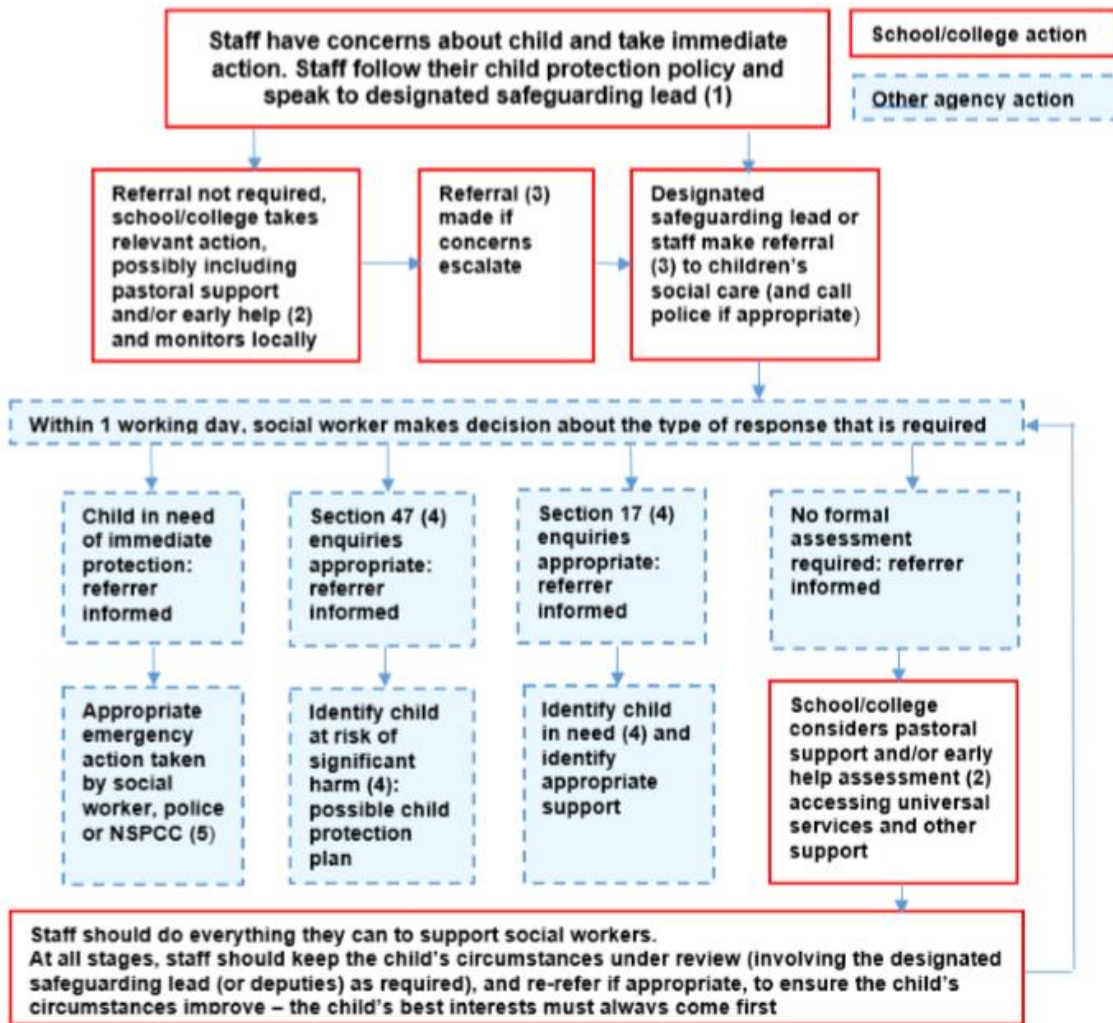 Staff have concerns about child and take immediate
action. Staff follow their child protection policy and
speak to designated safeguarding lead (1)
School/college action
Other agency action
Referral not required,
school/college takes
relevant action,
possibly including
pastoral support
and/or early help (2)
and monitors locally
Referral (3)
made if
concerns
escalate
Designated
safeguarding lead or
staff make referral
(3) to children's
social care (and call
police if appropriate)
Within 1 working day, social worker makes decision about the type of response that is required
Child in need
of immediate
protection:
referrer
informed
Section 47 (4)
enquiries
appropriate:
referrer
informed
Section 17 (4)
enquiries
appropriate:
referrer
informed
No formal
assessment
required: referrer
informed
Appropriate
emergency
action taken
by social
worker, police
or NSPCC (5)
Identify child
at risk of
significant
harm (4):
possible child
protection
plan
Identify child
in need (4) and
identify
appropriate
support
School/college
considers pastoral
support and/or early
help assessment (2)
accessing universal
services and other
support
Staff should do everything they can to support social workers.
At all stages, staff should keep the child's circumstances under review (involving the designated
safeguarding lead (or deputies) as required), and re-refer if appropriate, to ensure the child's
circumstances improve – the child's best interests must always come first